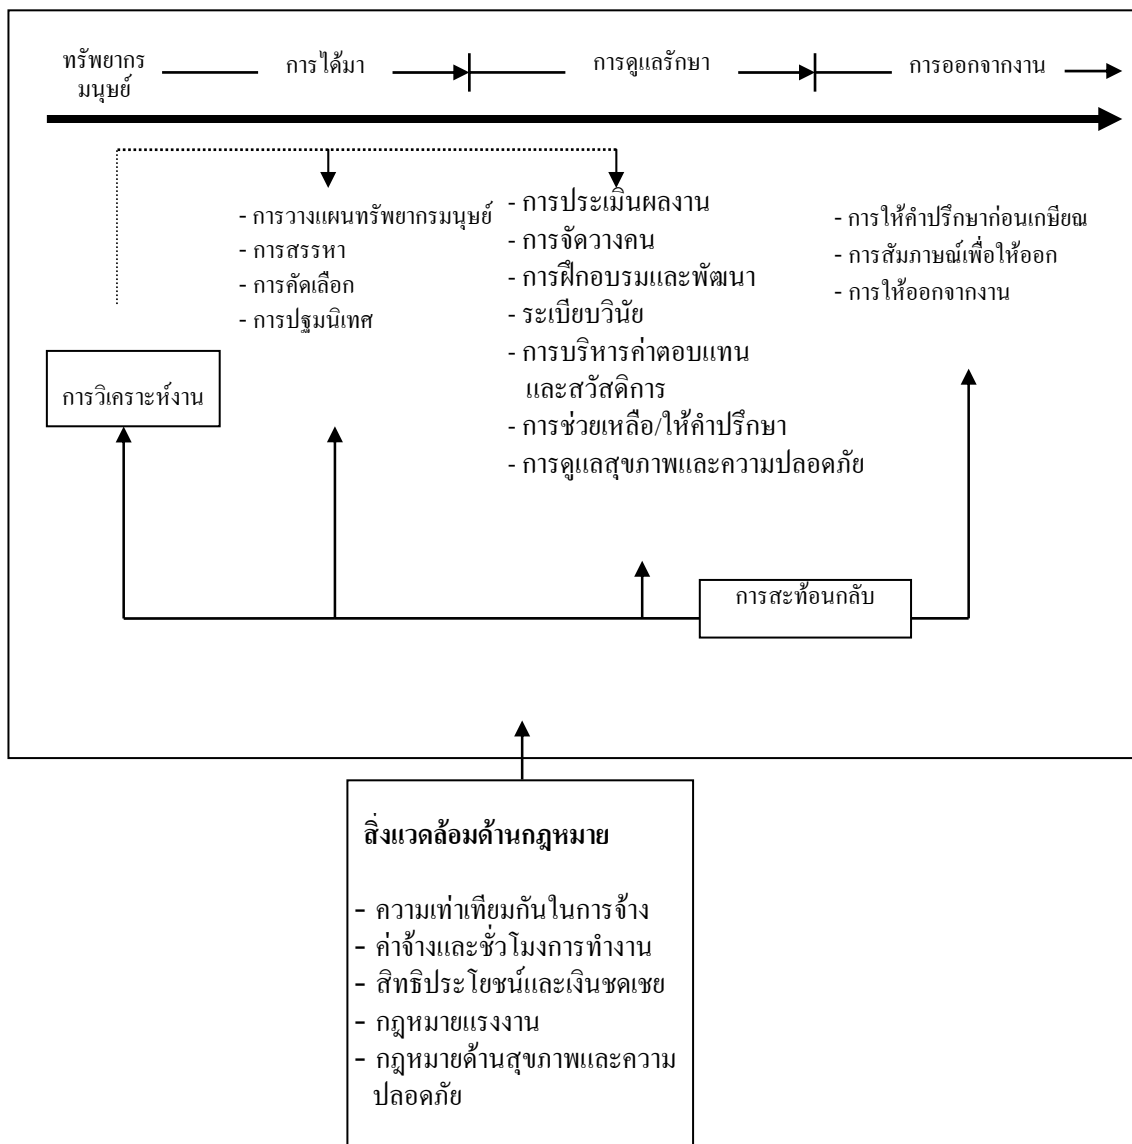 ทรัพยากร
มนุษย์
การได้มา
การดูแลรักษา
การออกจากงาน
- การวางแผนทรัพยากรมนุษย์
- การสรรหา
- การคัดเลือก
- การปฐมนิเทศ
- การประเมินผลงาน
- การจัดวางคน
- การฝึกอบรมและพัฒนา
- ระเบียบวินัย
- การบริหารค่าตอบแทน
และสวัสดิการ
- การช่วยเหลือ/ให้คำปรึกษา
- การดูแลสุขภาพและความปลอดภัย
- การให้คำปรึกษาก่อนเกษียณ
- การสัมภาษณ์เพื่อให้ออก
- การให้ออกจากงาน
การวิเคราะห์งาน
การสะท้อนกลับ
สิ่งแวดล้อมด้านกฎหมาย
- ความเท่าเทียมกันในการจ้าง
- ค่าจ้างและชั่วโมงการทำงาน
- สิทธิประโยชน์และเงินชดเชย
- กฎหมายแรงงาน
- กฎหมายด้านสุขภาพและความ
ปลอดภัย